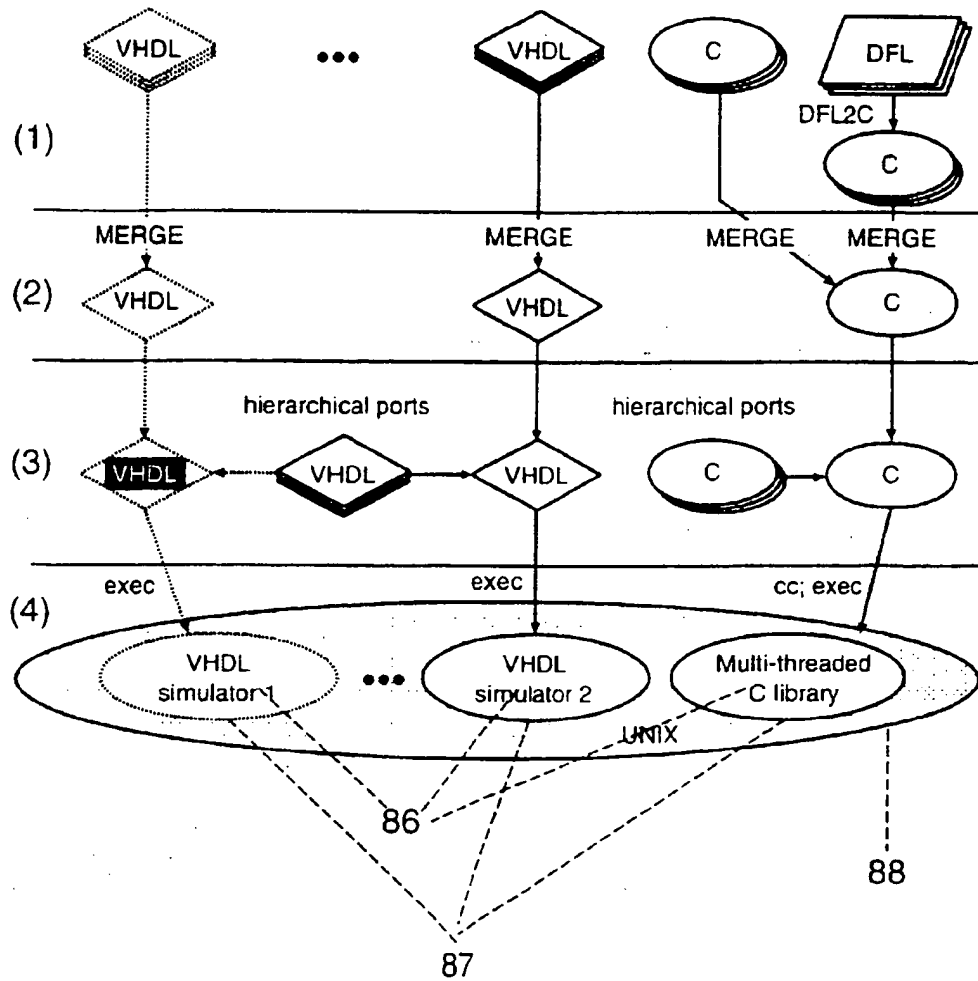 VHDL
•••
VHDL
C
DFL
DFL2C
(1)
C
MERGE
MERGE
MERGE
MERGE
(2)
VHDL
VHDL
C
hierarchical ports
hierarchical ports
(3)
VHDL
VHDL
VHDL
C
C
exec
exec
cc; exec
(4)
VHDL
simulator 1
•••
VHDL
simulator 2
Multi-threaded
C library
UNIX
86
88
87